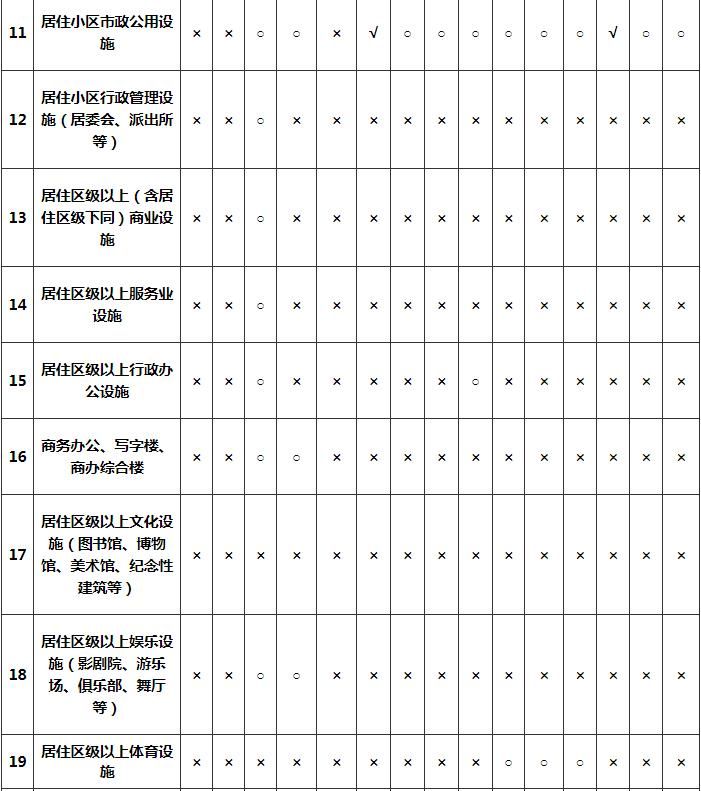 11 居住小区市政公用设 × × ○ ○ × √ ○ ○ ○ ○ ○ ○ √ ○ ○
施
居住小区行政管理设
12 施（居委会、派出所 × × ○ × × × × × × × × × × × ×
等）
居住区级以上（含居
13 住区级下同）商业设 × × ○ × × × × × × × × × × × ×
施
14 居住区级以上服务业 × × ○ × × × × × × × × × × × ×
设施
15 居住区级以上行政办 × × ○ × × × × × ○ × × × × × ×
公设施
16 商务办公、写字楼、 × × ○ ○ × × × × × × × × × × ×
商办综合楼
居住区级以上文化设
17 施（图书馆、博物 × × × × × × × × × × × × × × ×
馆、美术馆、纪念性
建筑等）
居住区级以上娱乐设
18 施（影剧院、游乐 × × ○ ○ × × × × × × × × × × ×
场、俱乐部、舞厅
等）
19 居住区级以上体育设 × × × × × × × × × ○ ○ ○ × × ×
施